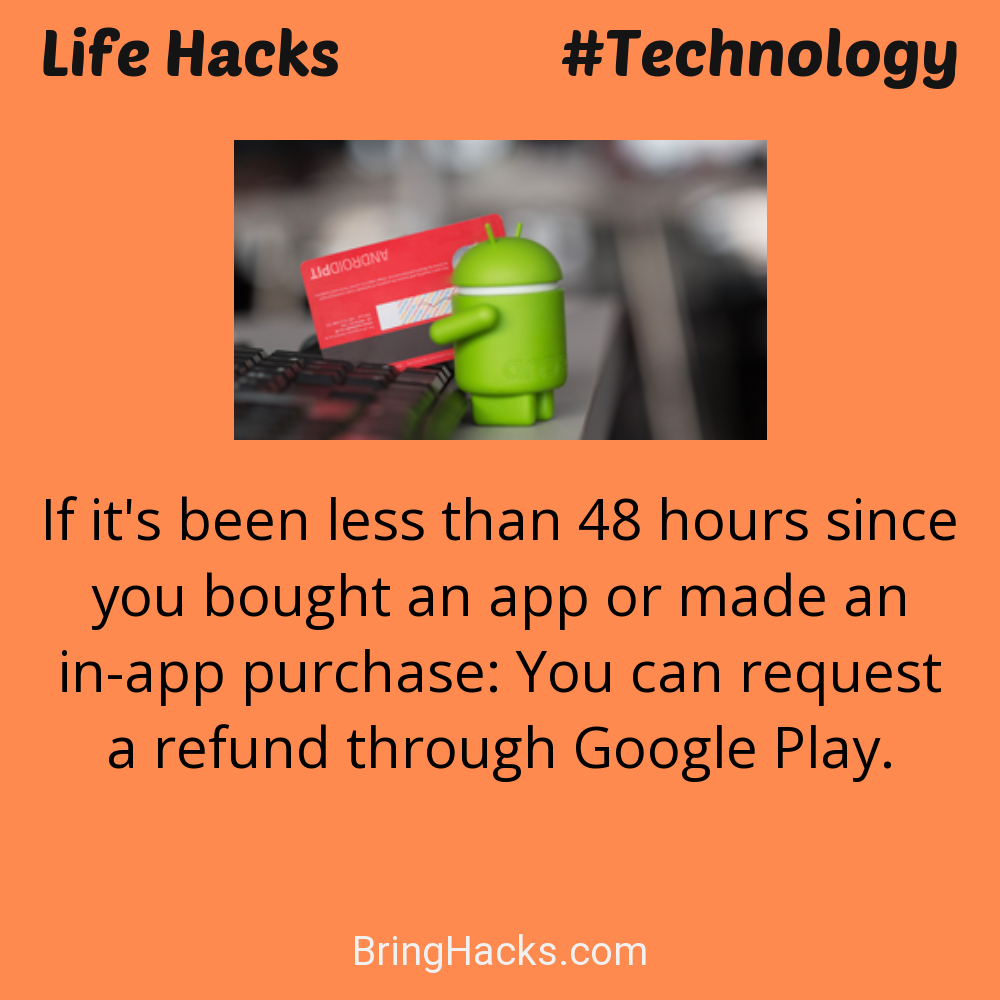 Life Hacks #Technology
ANDROIDPIT
If it's been less than 48 hours since
you bought an app or made an
in-app purchase: You can request
a refund through Google Play.
BringHacks.com